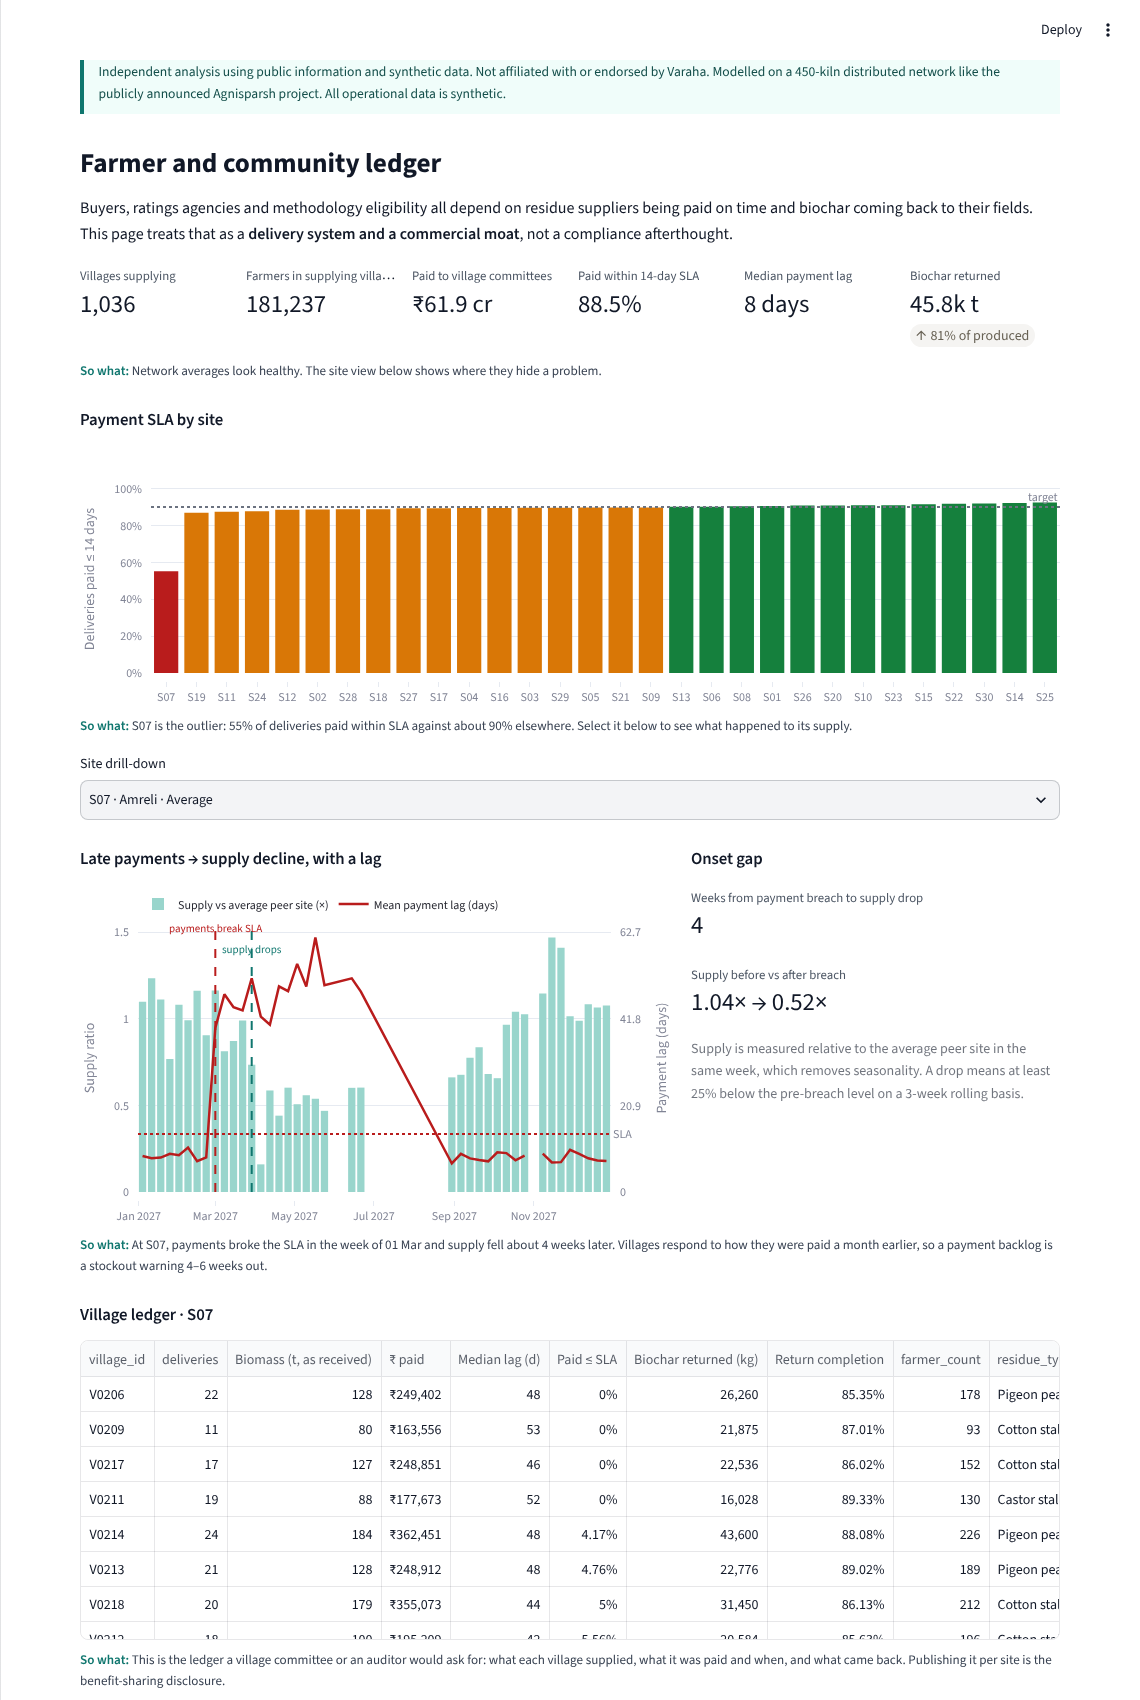 Deploy
Independent analysis using public information and synthetic data. Not affiliated with or endorsed by Varaha. Modelled on a 450-kiln distributed network like the
publicly announced Agnisparsh project. All operational data is synthetic.
Farmer and community ledger
Buyers, ratings agencies and methodology eligibility all depend on residue suppliers being paid on time and biochar coming back to their fields.
This page treats that as a delivery system and a commercial moat, not a compliance afterthought.
Villages supplying
1,036
Farmers in supplying villa...
181,237
Paid to village committees
₹61.9 cr
Paid within 14-day SLA
88.5%
Median payment lag
8 days
Biochar returned
45.8k t
↑ 81% of produced
So what: Network averages look healthy. The site view below shows where they hide a problem.
Payment SLA by site
Deliveries paid ≤ 14 days
100%
80%
60%
40%
20%
0%
target
S07 S19 S11 S24 S12 S02 S28 S18 S27 S17 S04 S16 S03 S29 S05 S21 S09 S13 S06 S08 S01 S26 S20 S10 S23 S15 S22 S30 S14 S25
So what: S07 is the outlier: 55% of deliveries paid within SLA against about 90% elsewhere. Select it below to see what happened to its supply.
Site drill-down
S07 · Amreli · Average
Late payments → supply decline, with a lag
Supply vs average peer site (×) Mean payment lag (days)
payments break SLA
supply drops
Supply ratio
1.5
1
0.5
0
62.7
41.8
20.9
SLA
0
Payment lag (days)
Jan 2027 Mar 2027 May 2027 Jul 2027 Sep 2027 Nov 2027
Onset gap
Weeks from payment breach to supply drop
4
Supply before vs after breach
1.04× → 0.52×
Supply is measured relative to the average peer site in the
same week, which removes seasonality. A drop means at least
25% below the pre-breach level on a 3-week rolling basis.
So what: At S07, payments broke the SLA in the week of 01 Mar and supply fell about 4 weeks later. Villages respond to how they were paid a month earlier, so a payment backlog is
a stockout warning 4–6 weeks out.
Village ledger · S07
village_id deliveries Biomass (t, as received) ₹ paid Median lag (d) Paid ≤ SLA Biochar returned (kg) Return completion farmer_count residue_ty
V0206 22 128 ₹249,402 48 0% 26,260 85.35% 178 Pigeon pea
V0209 11 80 ₹163,556 53 0% 21,875 87.01% 93 Cotton stal
V0217 17 127 ₹248,851 46 0% 22,536 86.02% 152 Cotton stal
V0211 19 88 ₹177,673 52 0% 16,028 89.33% 130 Castor stal
V0214 24 184 ₹362,451 48 4.17% 43,600 88.08% 226 Pigeon pea
V0213 21 128 ₹248,912 48 4.76% 22,776 89.02% 189 Pigeon pea
V0218 20 179 ₹355,073 44 5% 31,450 86.13% 212 Cotton stal
So what: This is the ledger a village committee or an auditor would ask for: what each village supplied, what it was paid and when, and what came back. Publishing it per site is the
benefit-sharing disclosure.